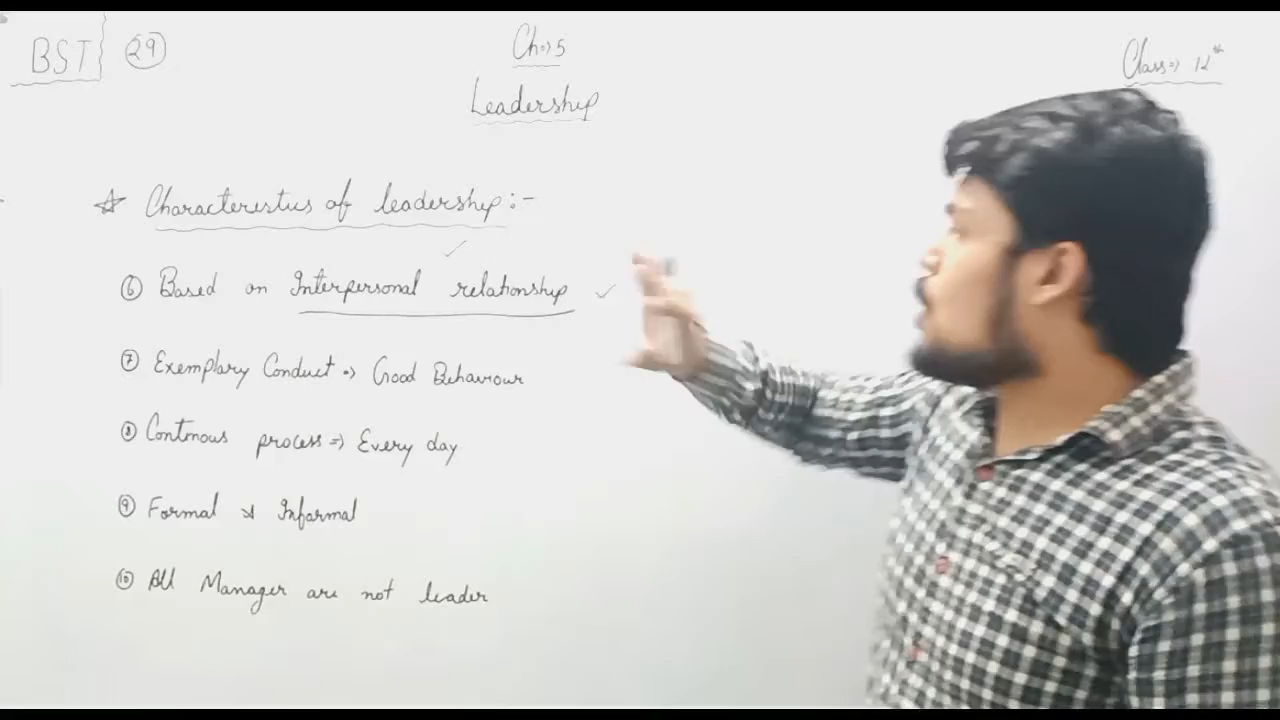 BST 29
Ch⇒5
Class⇒ 12th
Leadership
☆ Characterestics of leadership:-
⑥ Based on Interpersonal relationship ✓
⑦ Exemplary Conduct ⇒ Good Behaviour
⑧ Continous process ⇒ Every day
⑨ Formal & Informal
⑩ All Manager are not leader